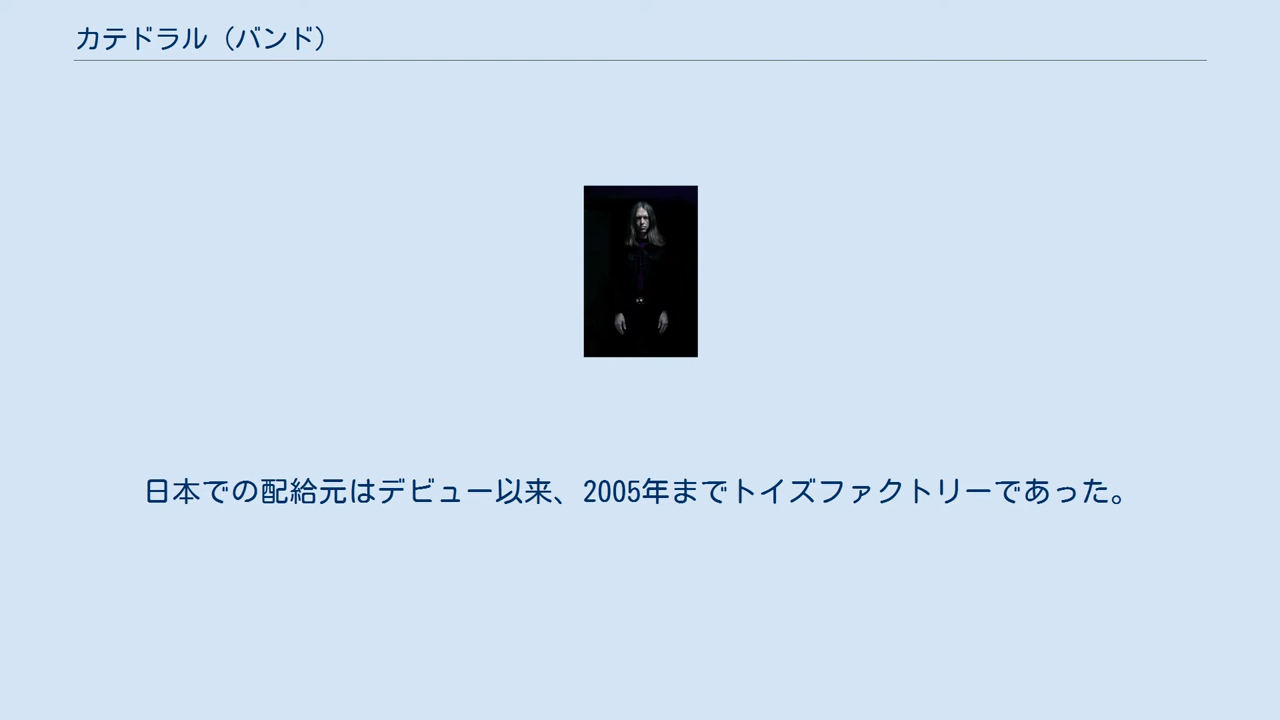 カテドラル（バンド）
日本での配給元はデビュー以来、2005年までトイズファクトリーであった。